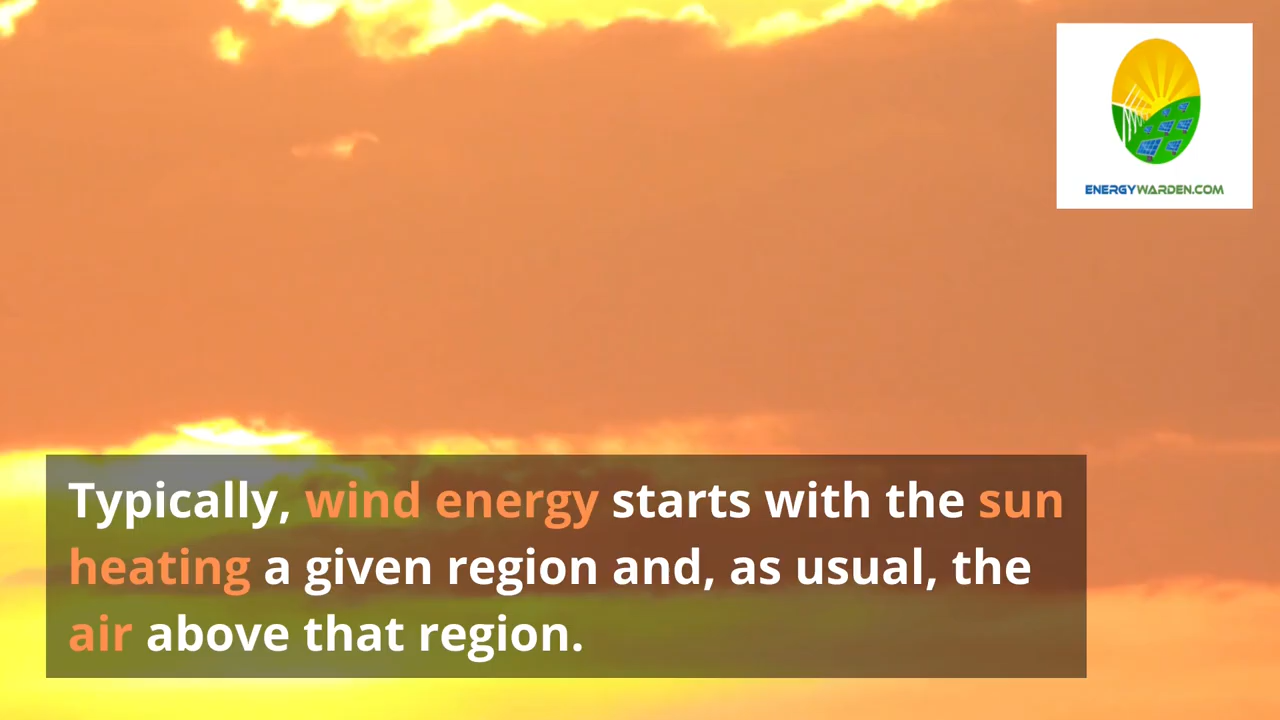 ENERGYWARDEN.COM
Typically, wind energy starts with the sun
heating a given region and, as usual, the
air above that region.